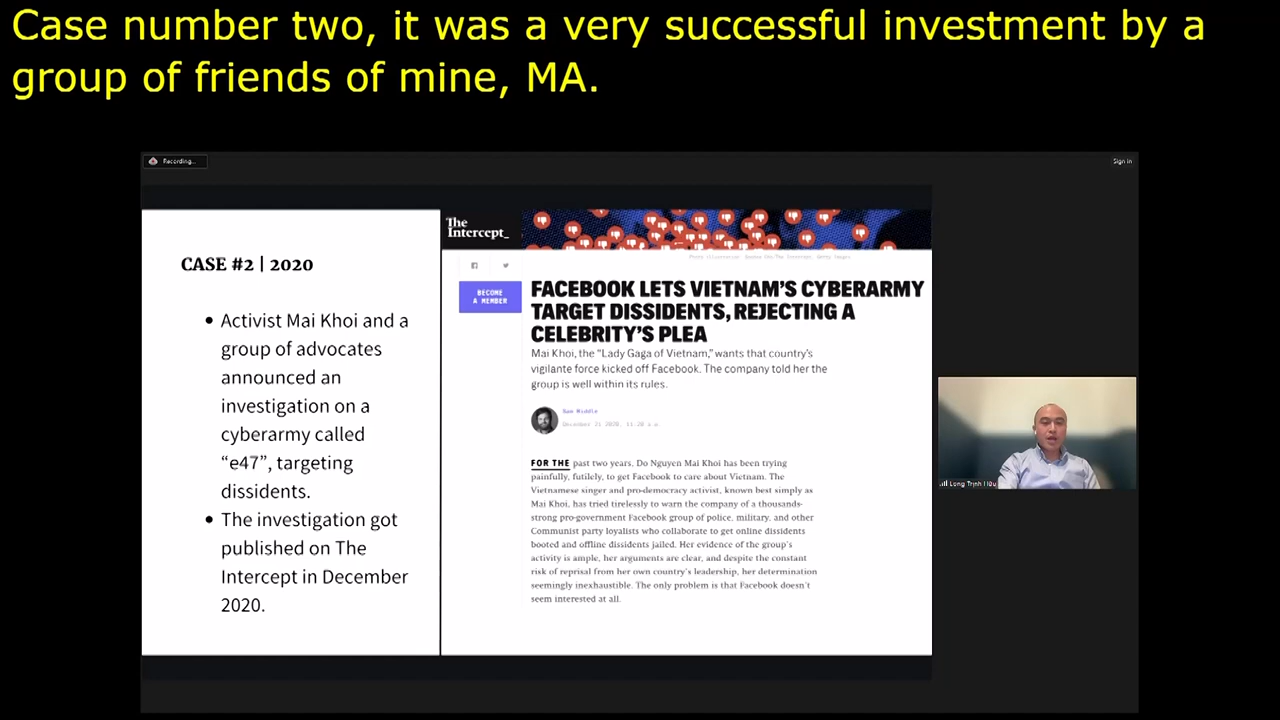 Case number two, it was a very successful investment by a
group of friends of mine, MA.
Recording...
Sign in
CASE #2 | 2020
• Activist Mai Khoi and a
group of advocates
announced an
investigation on a
cyberarmy called
“e47”, targeting
dissidents.
• The investigation got
published on The
Intercept in December
2020.
The
Intercept_
BECOME
A MEMBER
FACEBOOK LETS VIETNAM’S CYBERARMY
TARGET DISSIDENTS, REJECTING A
CELEBRITY’S PLEA
Mai Khoi, the “Lady Gaga of Vietnam,” wants that country’s
vigilante force kicked off Facebook. The company told her the
group is well within its rules.
Sam Biddle
FOR THE past two years, Do Nguyen Mai Khoi has been trying
painfully, futilely, to get Facebook to care about Vietnam. The
Vietnamese singer and pro-democracy activist, known best simply as
Mai Khoi, has tried tirelessly to warn the company of a thousands-
strong pro-government Facebook group of police, military, and other
Communist party loyalists who collaborate to get online dissidents
booted and offline dissidents jailed. Her evidence of the group’s
activity is ample, her arguments are clear, and despite the constant
risk of reprisal from her own country’s leadership, her determination
seemingly inexhaustible. The only problem is that Facebook doesn’t
seem interested at all.
Long Trịnh Hữu